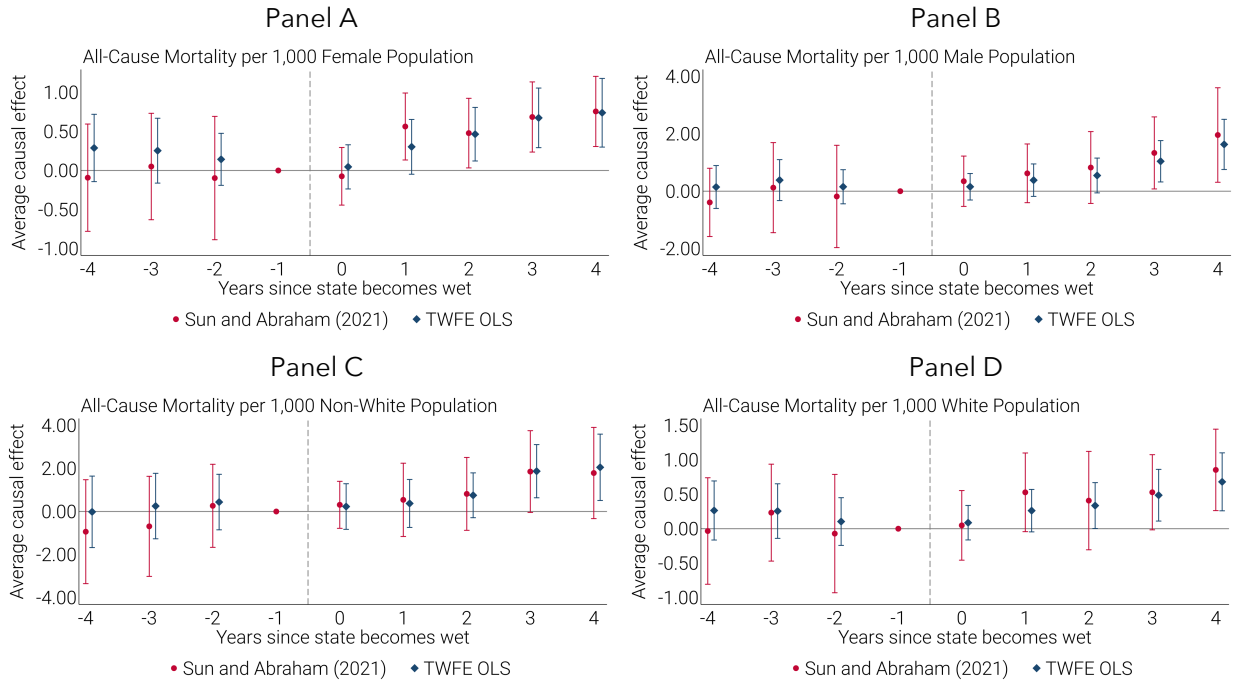 Panel A
All-Cause Mortality per 1,000 Female Population
Average causal effect
1.00
0.50
0.00
-0.50
-1.00
-4 -3 -2 -1 0 1 2 3 4
Years since state becomes wet
Sun and Abraham (2021) TWFE OLS
Panel B
All-Cause Mortality per 1,000 Male Population
Average causal effect
4.00
2.00
0.00
-2.00
-4 -3 -2 -1 0 1 2 3 4
Years since state becomes wet
Sun and Abraham (2021) TWFE OLS
Panel C
All-Cause Mortality per 1,000 Non-White Population
Average causal effect
4.00
2.00
0.00
-2.00
-4.00
-4 -3 -2 -1 0 1 2 3 4
Years since state becomes wet
Sun and Abraham (2021) TWFE OLS
Panel D
All-Cause Mortality per 1,000 White Population
Average causal effect
1.50
1.00
0.50
0.00
-0.50
-1.00
-4 -3 -2 -1 0 1 2 3 4
Years since state becomes wet
Sun and Abraham (2021) TWFE OLS